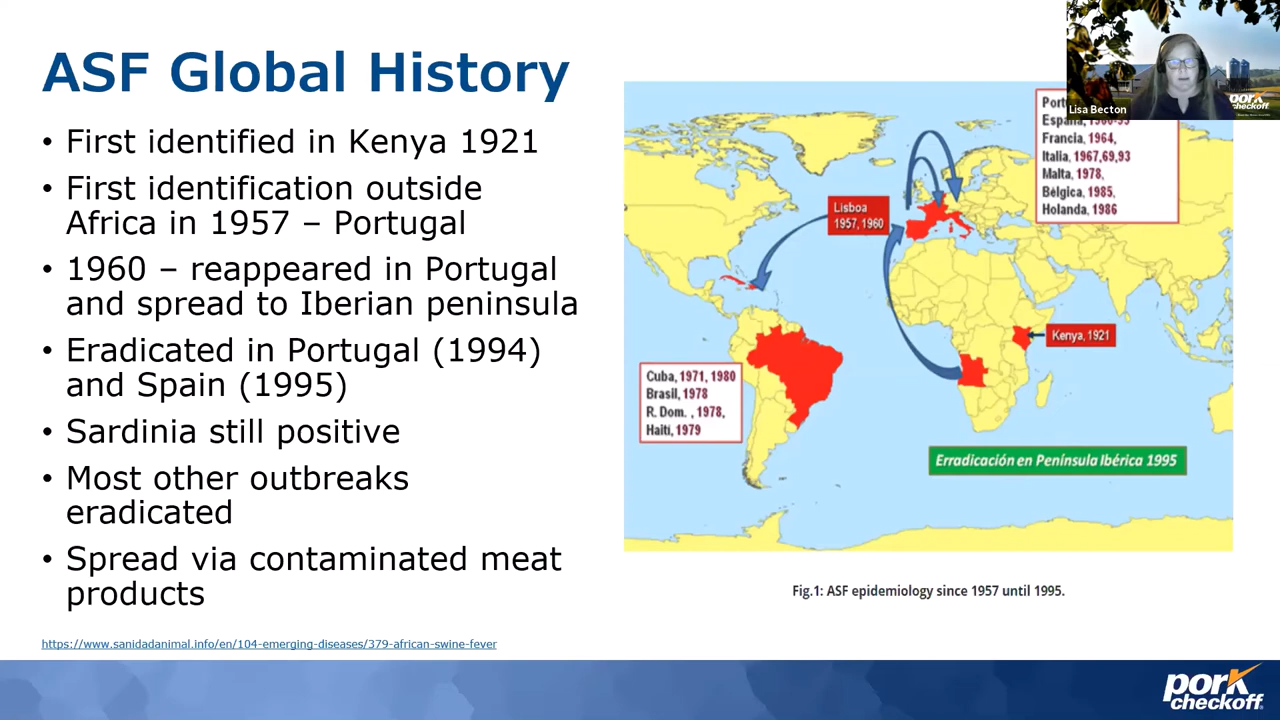 ASF Global History
• First identified in Kenya 1921
• First identification outside
Africa in 1957 – Portugal
• 1960 – reappeared in Portugal
and spread to Iberian peninsula
• Eradicated in Portugal (1994)
and Spain (1995)
• Sardinia still positive
• Most other outbreaks
eradicated
• Spread via contaminated meat
products
https://www.sanidadanimal.info/en/104-emerging-diseases/379-african-swine-fever
Lisa Becton
pork
checkoff
Port
España,
Francia, 1964,
Italia, 1967,69,93
Malta, 1978,
Bélgica, 1985,
Holanda, 1986
Lisboa
1957, 1960
Kenya, 1921
Cuba, 1971, 1980
Brasil, 1978
R. Dom. , 1978,
Haití, 1979
Erradicación en Península Ibérica 1995
Fig.1: ASF epidemiology since 1957 until 1995.
pork
checkoff